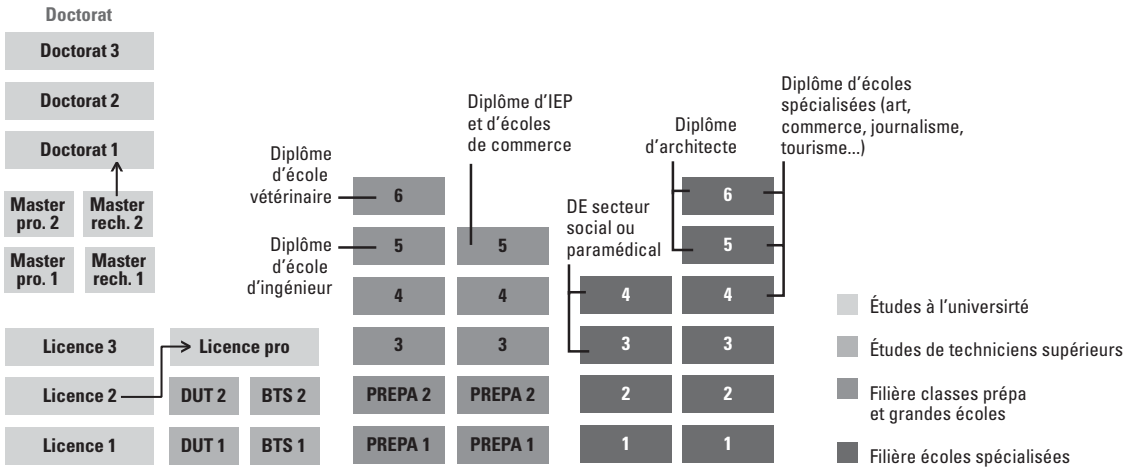 Doctorat
Doctorat 3
Doctorat 2
Doctorat 1
Master
pro. 2
Master
rech. 2
Master
pro. 1
Master
rech. 1
Licence 3
Licence pro
Licence 2
DUT 2
BTS 2
Licence 1
DUT 1
BTS 1
Diplôme
d'école
vétérinaire
Diplôme
d'école
d'ingénieur
6
5
4
3
PREPA 2
PREPA 1
Diplôme d'IEP
et d'écoles
de commerce
5
4
3
PREPA 2
PREPA 1
DE secteur
social ou
paramédical
4
3
2
1
Diplôme
d'architecte
Diplôme d'écoles
spécialisées (art,
commerce, journalisme,
tourisme...)
6
5
4
3
2
1
Études à l'universirté
Études de techniciens supérieurs
Filière classes prépa
et grandes écoles
Filière écoles spécialisées